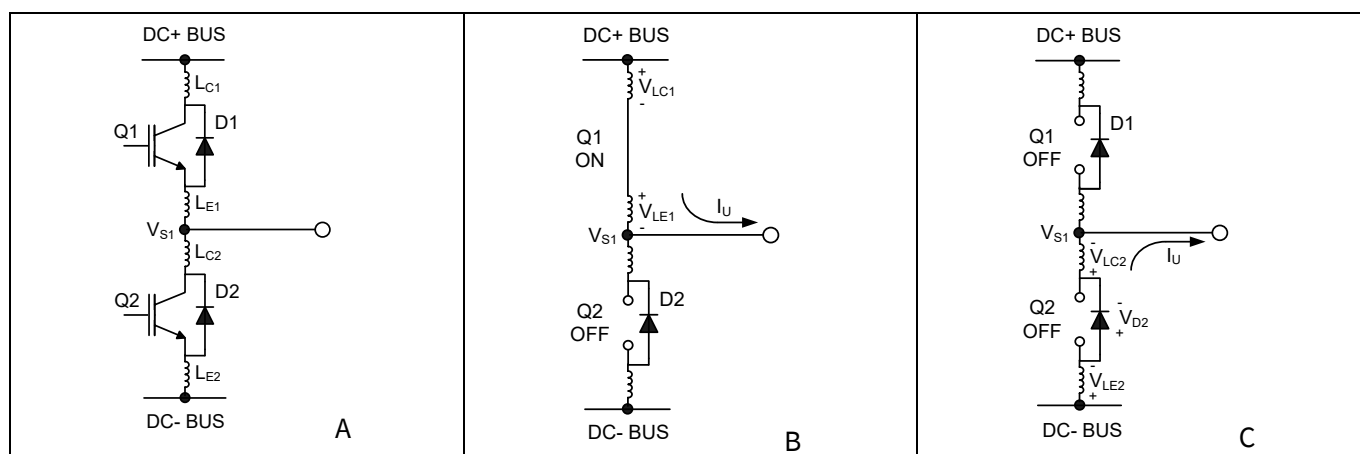 DC+ BUS
LC1
Q1
D1
LE1
VS1
LC2
Q2
D2
LE2
DC- BUS
A
DC+ BUS
+
VLC1
-
Q1
ON
+
VLE1
-
IU
VS1
D2
Q2
OFF
DC- BUS
B
DC+ BUS
D1
Q1
OFF
VS1
-
VLC2
+
IU
Q2
OFF
-
VD2
+
-
VLE2
+
DC- BUS
C